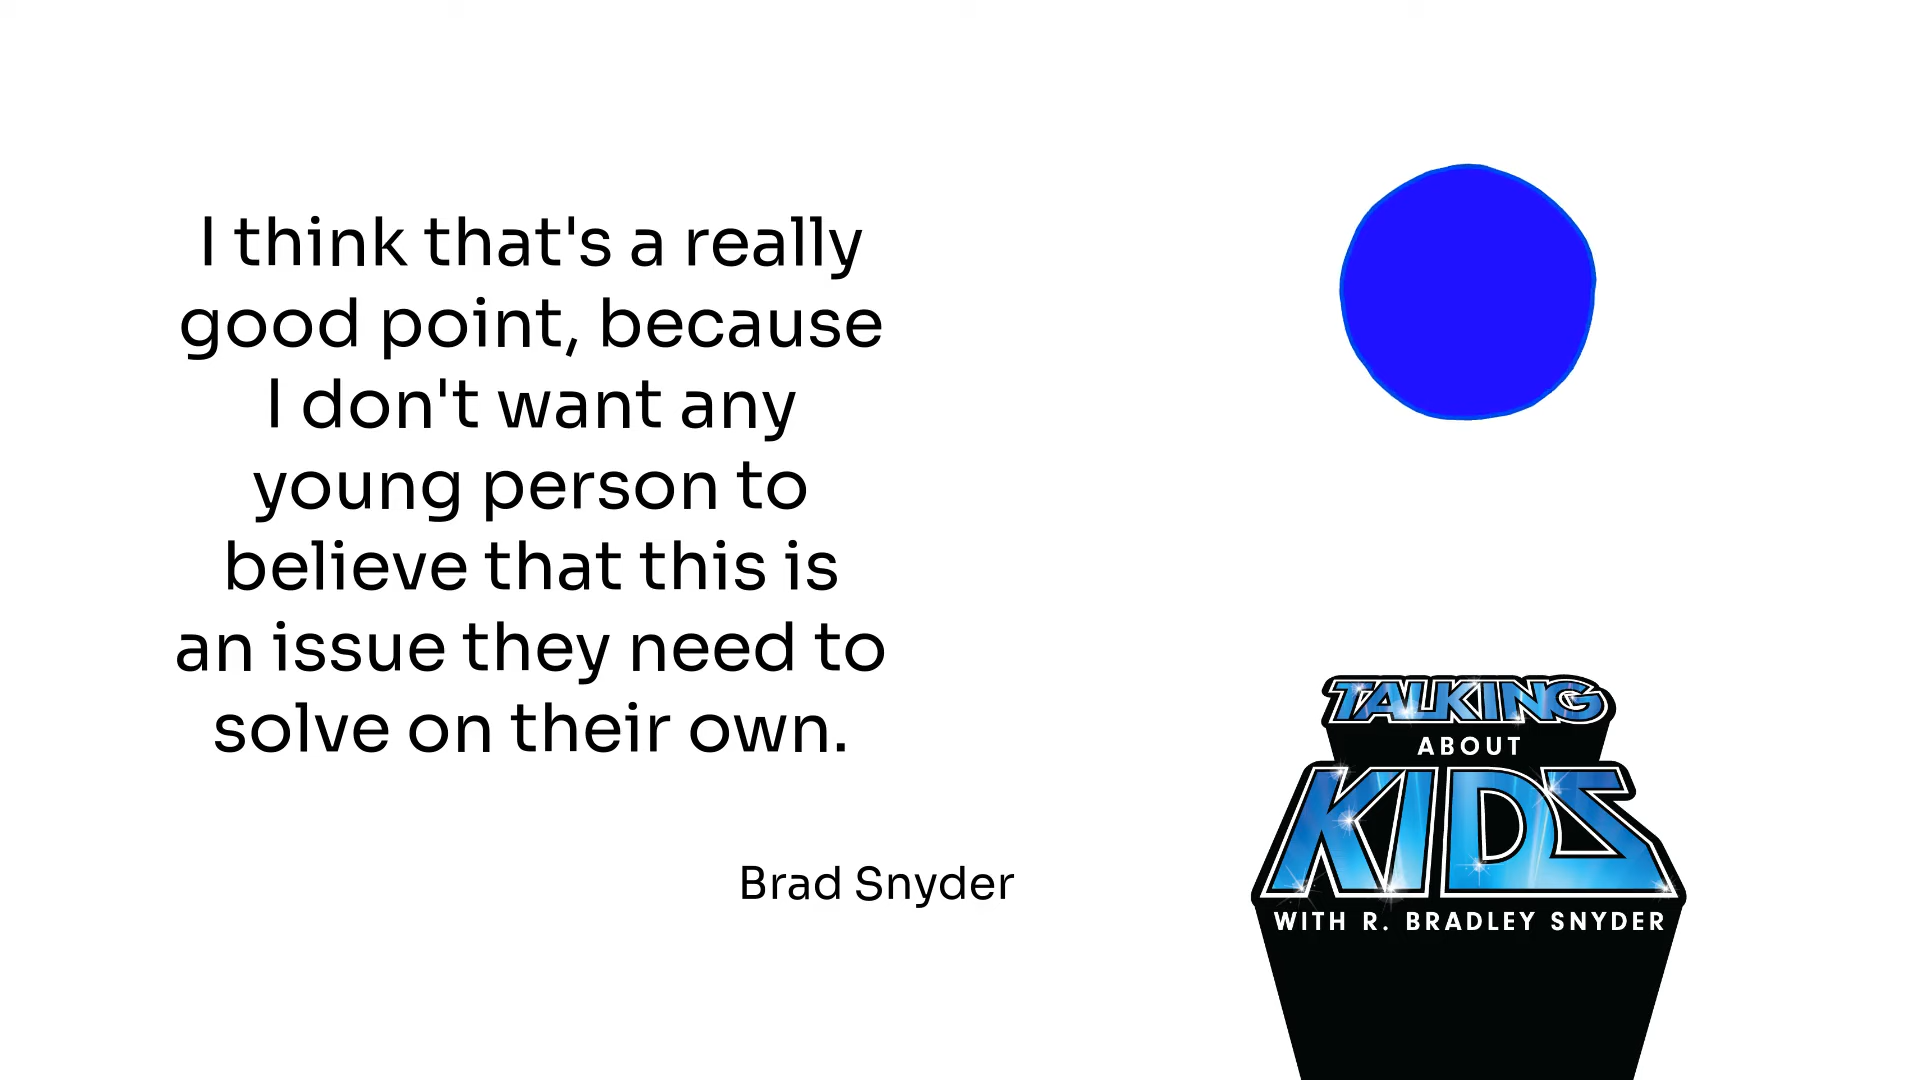 I think that's a really
good point, because
I don't want any
young person to
believe that this is
an issue they need to
solve on their own.
Brad Snyder
TALKING
ABOUT
KIDS
WITH R. BRADLEY SNYDER